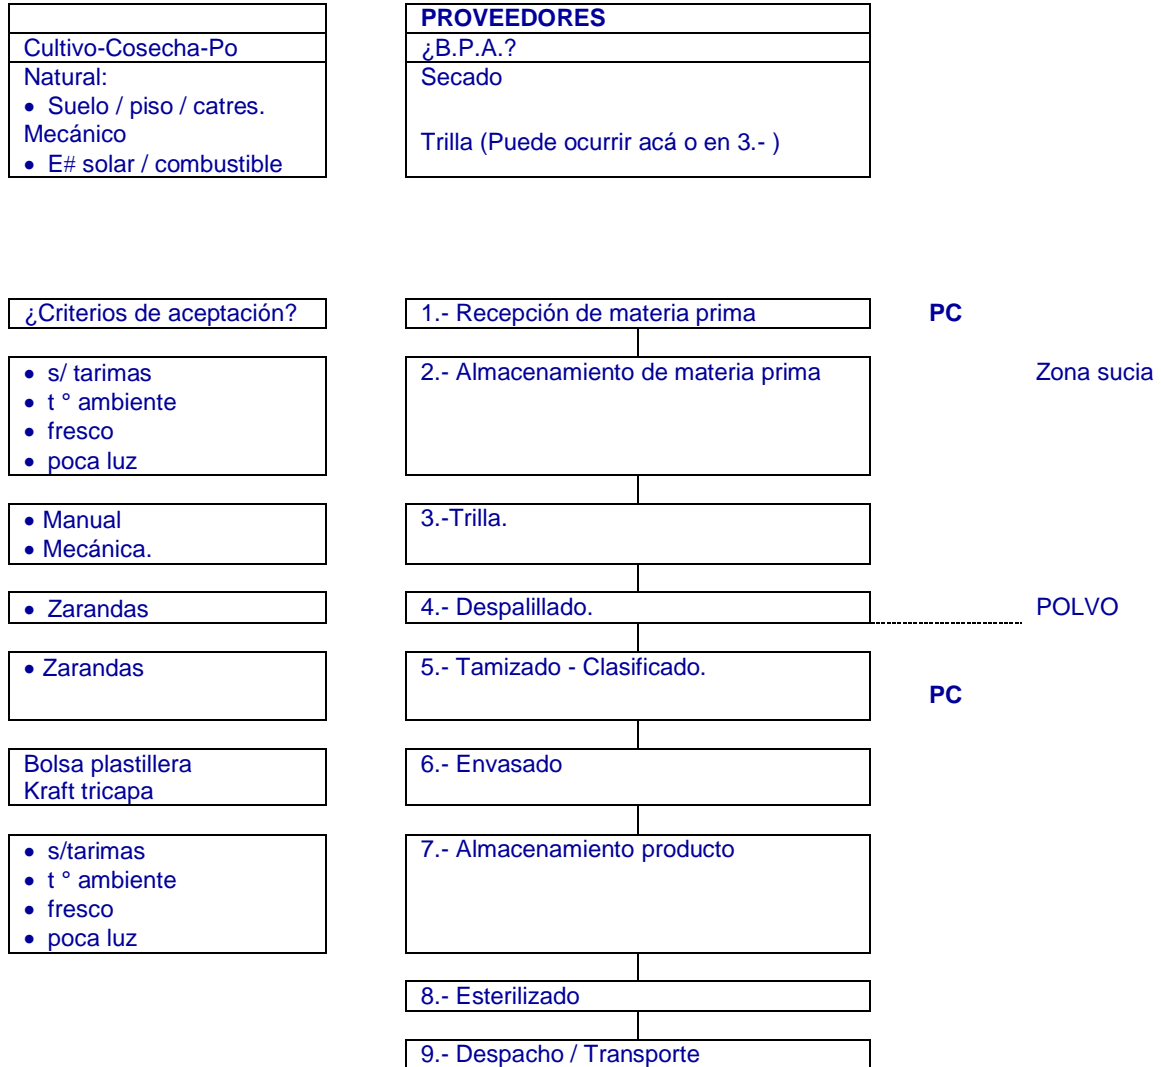 PROVEEDORES
Cultivo-Cosecha-Po
¿B.P.A.?
Natural:
• Suelo / piso / catres.
Mecánico
• E# solar / combustible
Secado
Trilla (Puede ocurrir acá o en 3.- )
¿Criterios de aceptación?
1.- Recepción de materia prima
PC
• s/ tarimas
• t ° ambiente
• fresco
• poca luz
2.- Almacenamiento de materia prima
Zona sucia
• Manual
• Mecánica.
3.-Trilla.
• Zarandas
4.- Despalillado.
POLVO
• Zarandas
5.- Tamizado - Clasificado.
PC
Bolsa plastillera
Kraft tricapa
6.- Envasado
• s/tarimas
• t ° ambiente
• fresco
• poca luz
7.- Almacenamiento producto
8.- Esterilizado
9.- Despacho / Transporte